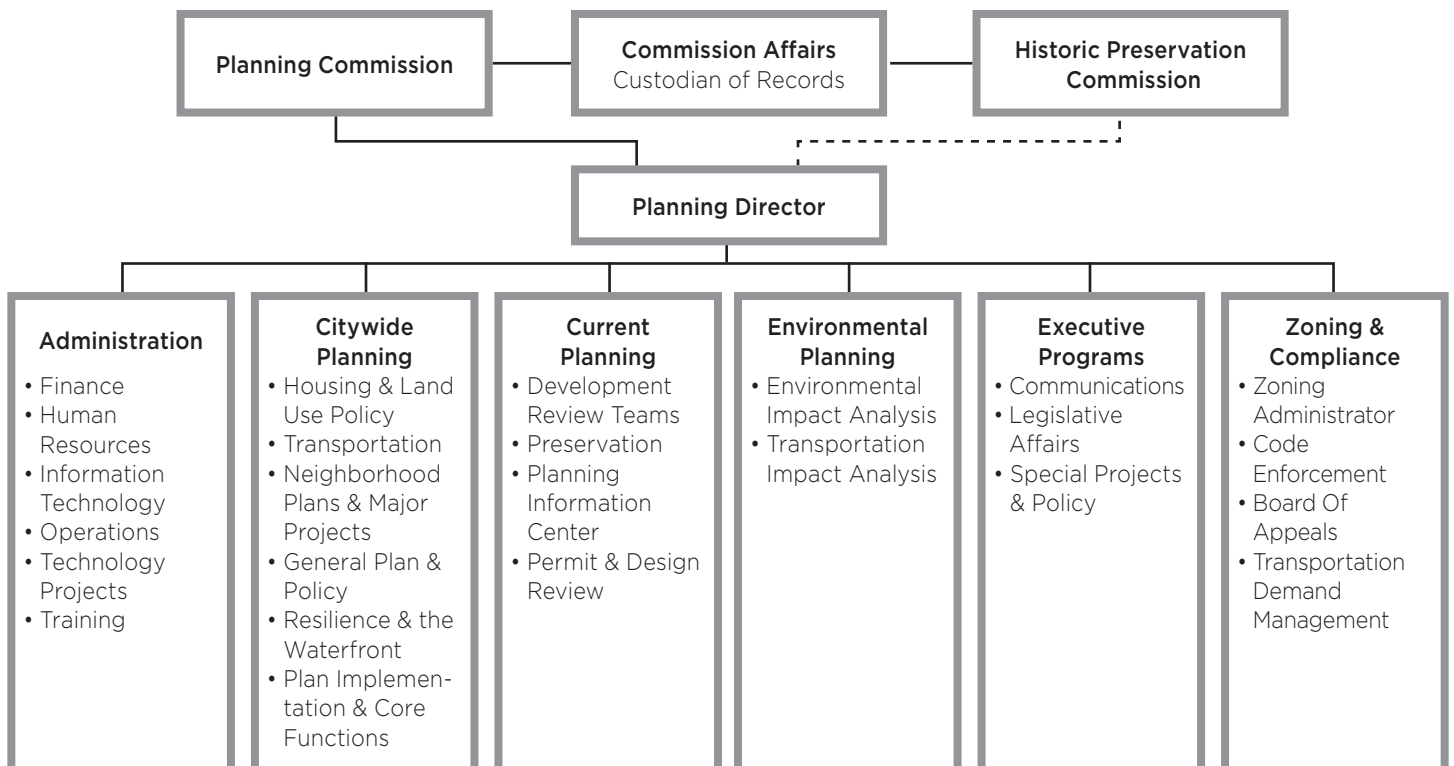 Planning Commission
Commission Affairs
Custodian of Records
Historic Preservation
Commission
Planning Director
Administration
• Finance
• Human
Resources
• Information
Technology
• Operations
• Technology
Projects
• Training
Citywide
Planning
• Housing & Land
Use Policy
• Transportation
• Neighborhood
Plans & Major
Projects
• General Plan &
Policy
• Resilience & the
Waterfront
• Plan Implemen-
tation & Core
Functions
Current
Planning
• Development
Review Teams
• Preservation
• Planning
Information
Center
• Permit & Design
Review
Environmental
Planning
• Environmental
Impact Analysis
• Transportation
Impact Analysis
Executive
Programs
• Communications
• Legislative
Affairs
• Special Projects
& Policy
Zoning &
Compliance
• Zoning
Administrator
• Code
Enforcement
• Board Of
Appeals
• Transportation
Demand
Management